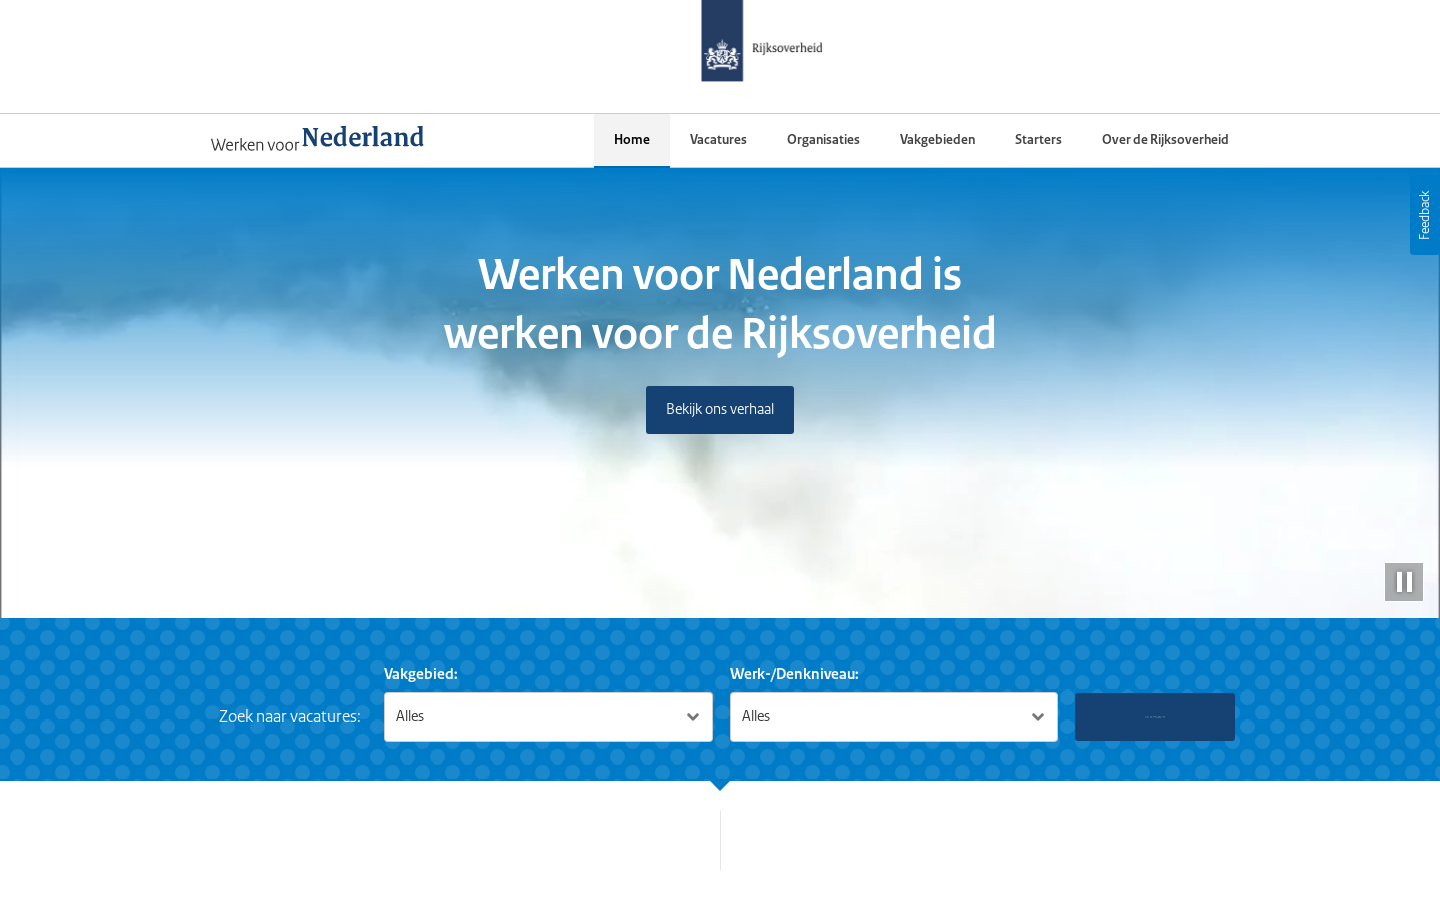 Rijksoverheid
Werken voor Nederland
Home
Vacatures
Organisaties
Vakgebieden
Starters
Over de Rijksoverheid
Feedback
Werken voor Nederland is
werken voor de Rijksoverheid
Bekijk ons verhaal
Vakgebied:
Werk-/Denkniveau:
Zoek naar vacatures:
Alles
Alles